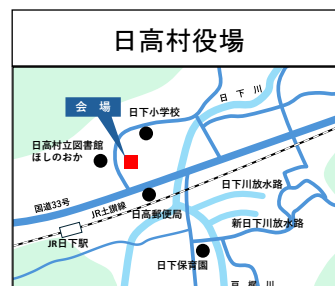 日高村役場
日下川
会場
日下小学校
日高村立図書館
ほしのおか
国道33号
JR土讃線
日高郵便局
日下川放水路
新日下川放水路
JR日下駅
日下保育園